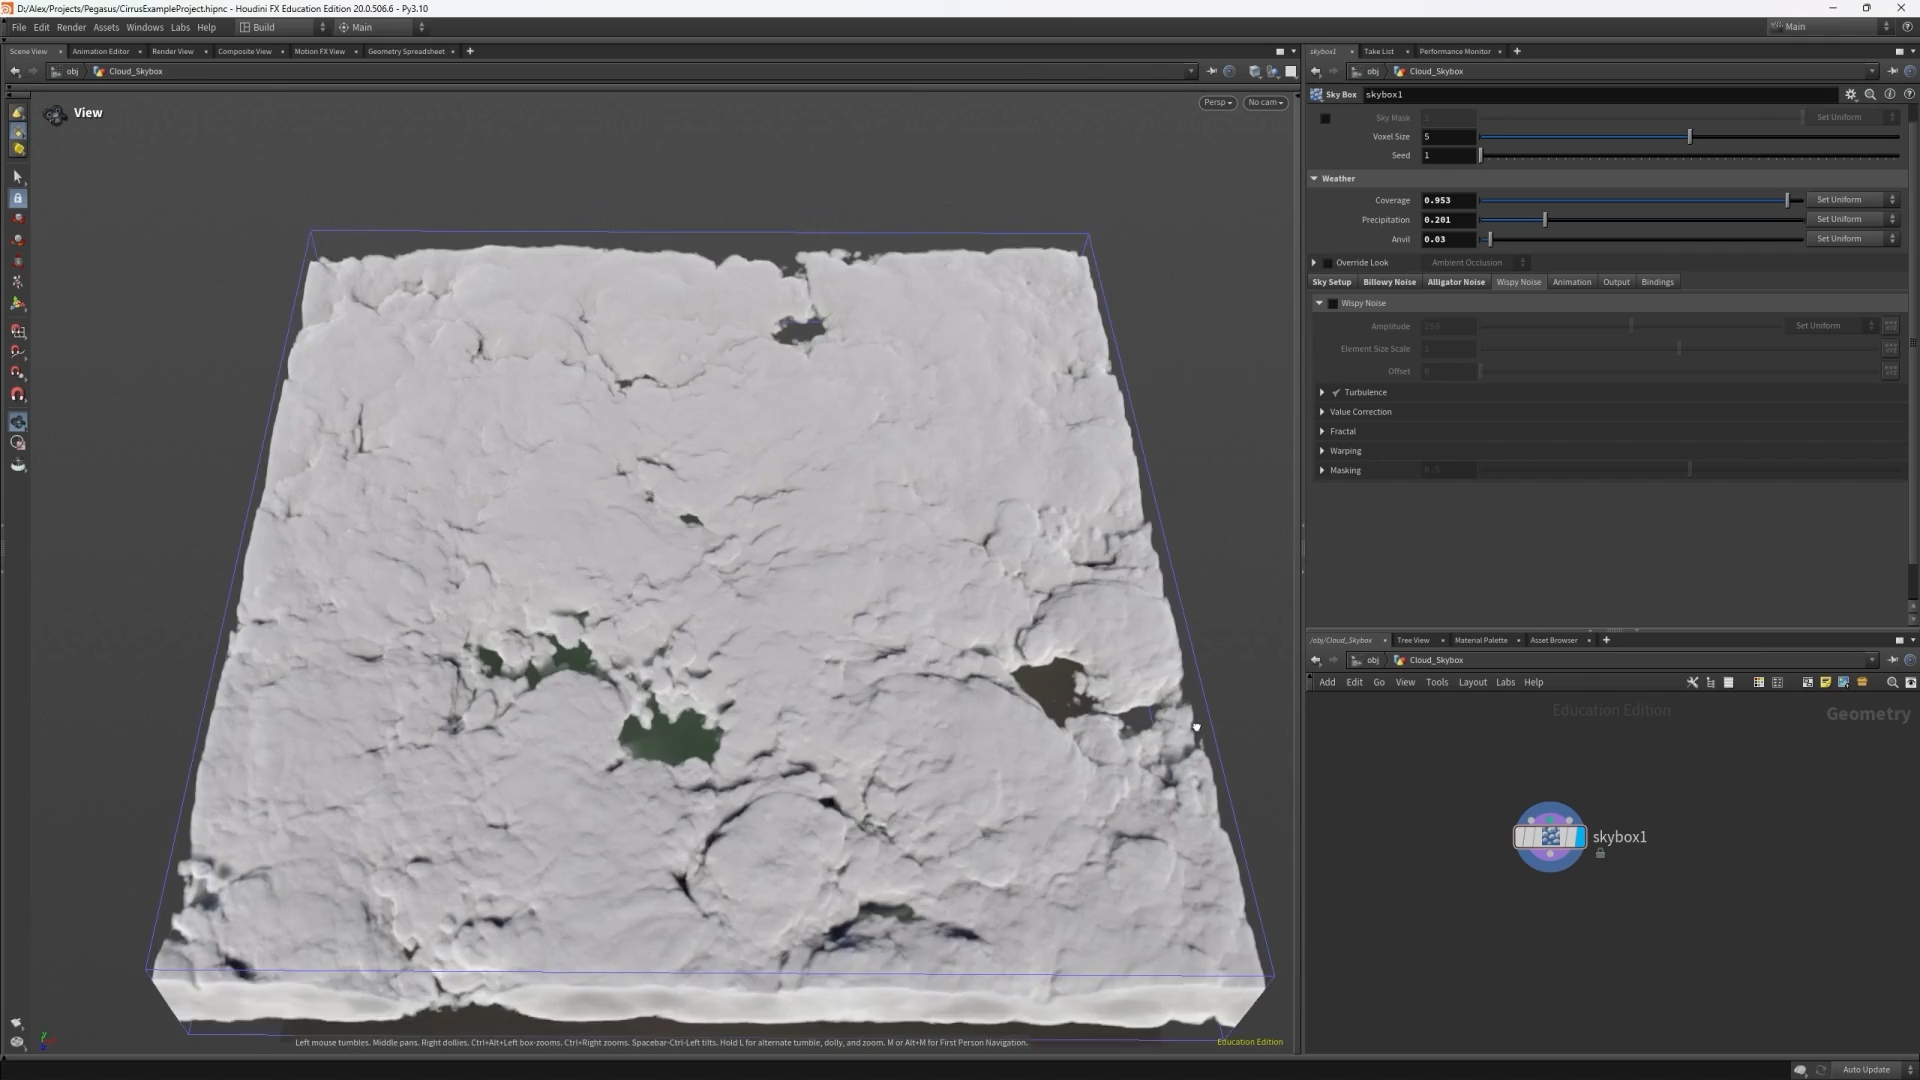 D:/Alex/Projects/Pegasus/CirrusExampleProject.hipnc - Houdini FX Education Edition 20.0.506.6 - Py3.10
File Edit Render Assets Windows Labs Help Build Main Main
Scene View Animation Editor Render View Composite View Motion FX View Geometry Spreadsheet
skybox1 Take List Performance Monitor
obj Cloud_Skybox
obj Cloud_Skybox
Sky Box skybox1
View
Persp No cam
Sky Mask 1 Set Uniform
Voxel Size 5
Seed 1
Weather
Coverage 0.953 Set Uniform
Precipitation 0.201 Set Uniform
Anvil 0.03 Set Uniform
Override Look Ambient Occlusion
Sky Setup Billowy Noise Alligator Noise Wispy Noise Animation Output Bindings
Wispy Noise
Amplitude 250 Set Uniform
Element Size Scale 1
Offset 0
Turbulence
Value Correction
Fractal
Warping
Masking 0.5
/obj/Cloud_Skybox Tree View Material Palette Asset Browser
obj Cloud_Skybox
Add Edit Go View Tools Layout Labs Help
Education Edition Geometry
skybox1
Left mouse tumbles. Middle pans. Right dollies. Ctrl+Alt+Left box-zooms. Ctrl+Right zooms. Spacebar-Ctrl-Left tilts. Hold L for alternate tumble, dolly, and zoom. M or Alt+M for First Person Navigation.
Education Edition
Auto Update